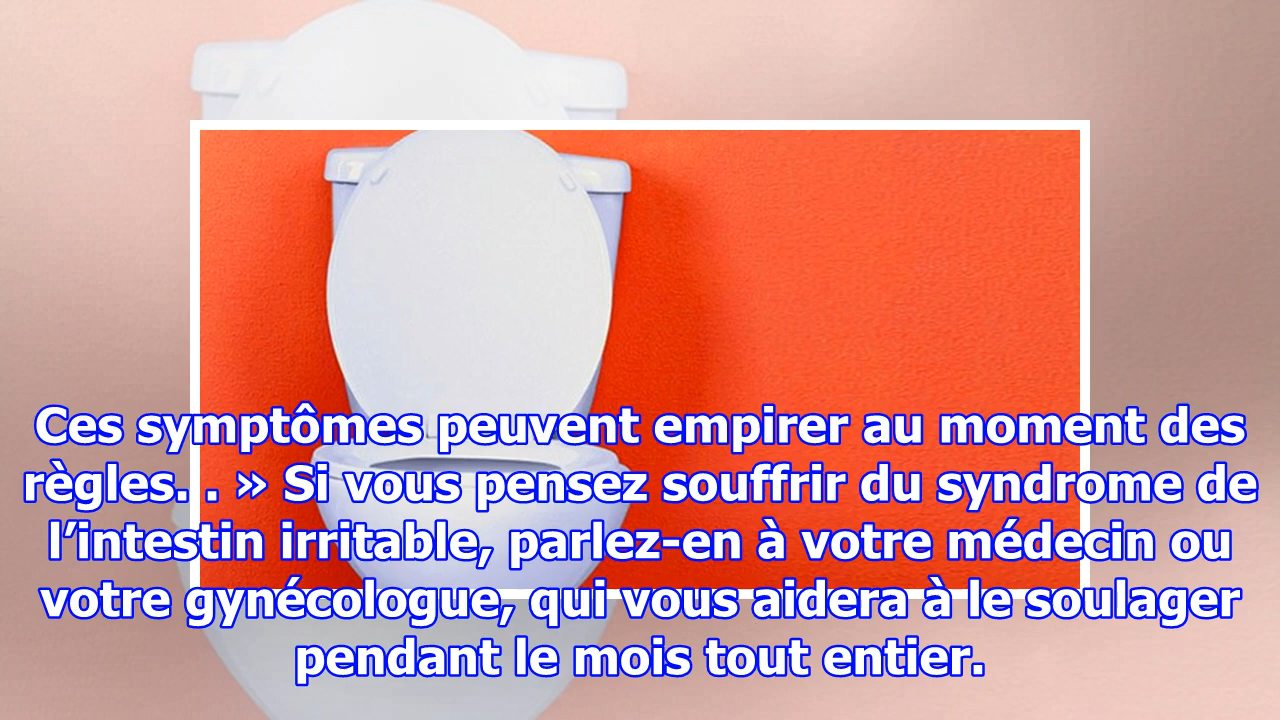 Ces symptômes peuvent empirer au moment des
règles. . » Si vous pensez souffrir du syndrome de
l’intestin irritable, parlez-en à votre médecin ou
votre gynécologue, qui vous aidera à le soulager
pendant le mois tout entier.